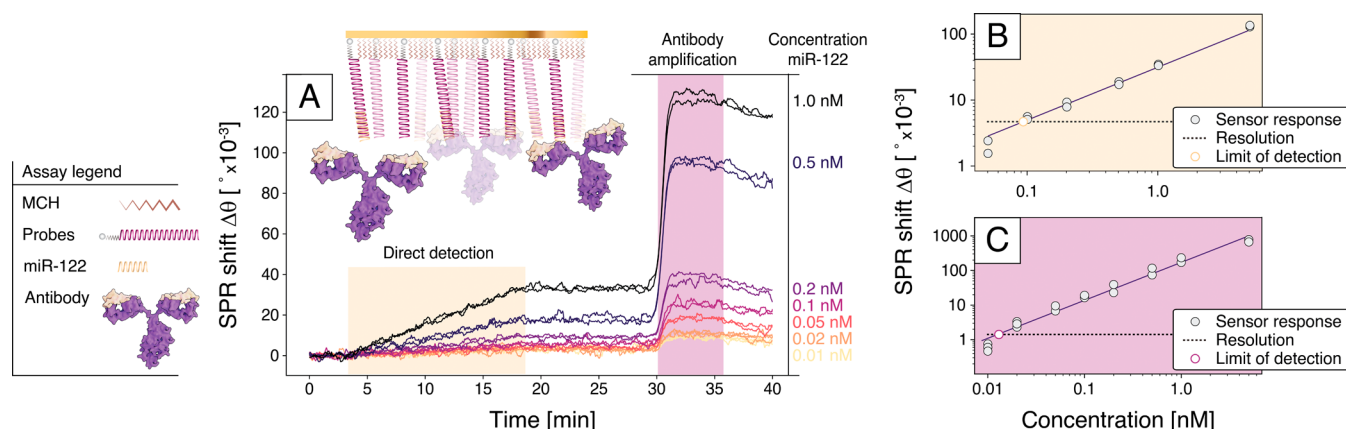 Assay legend
MCH
Probes
miR-122
Antibody
A
SPR shift Δθ [ ° x10⁻³]
120
100
80
60
40
20
0
0
5
10
15
20
25
30
35
40
Time [min]
Direct detection
Antibody
amplification
Concentration
miR-122
1.0 nM
0.5 nM
0.2 nM
0.1 nM
0.05 nM
0.02 nM
0.01 nM
B
SPR shift Δθ [ ° x10⁻³]
100
10
1
0.1
1.0
Sensor response
Resolution
Limit of detection
C
1000
100
10
1
0.01
0.1
1.0
Sensor response
Resolution
Limit of detection
Concentration [nM]